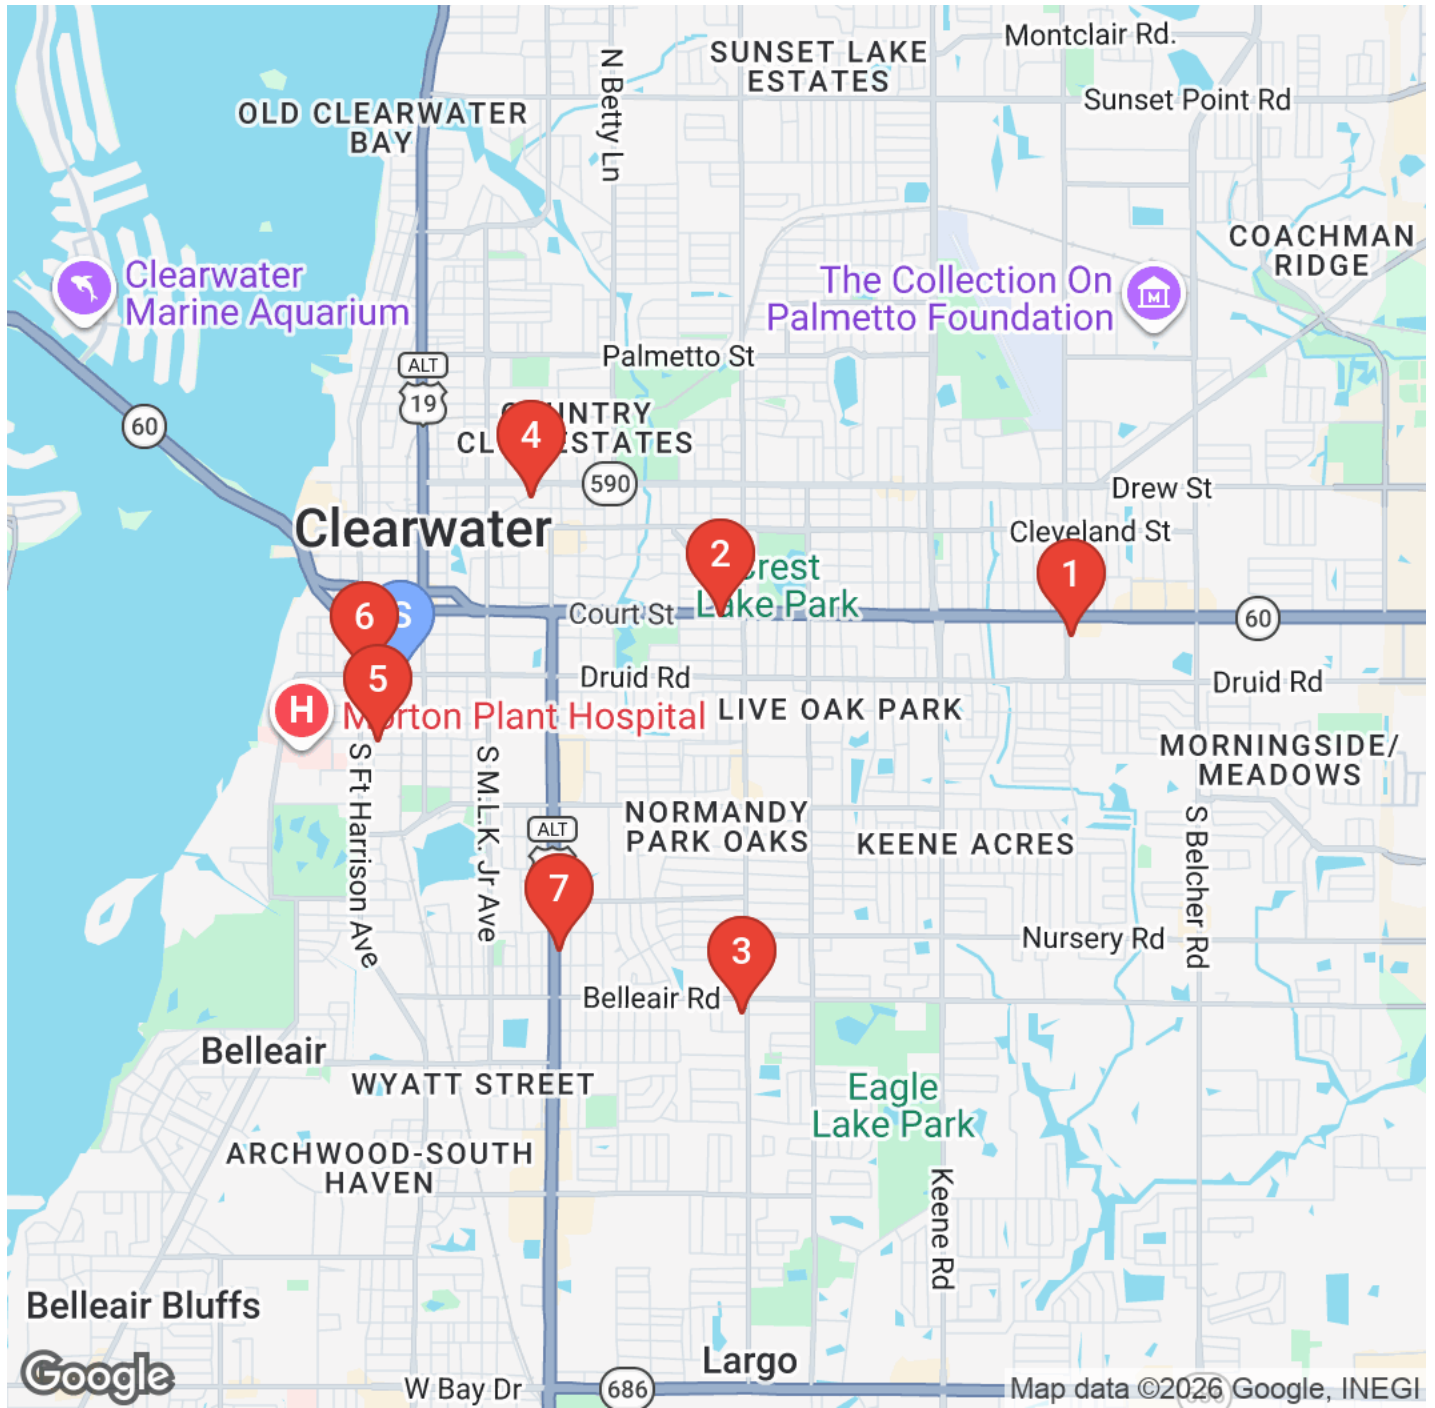 Montclair Rd.
SUNSET LAKE
ESTATES
N Betty Ln
Sunset Point Rd
OLD CLEARWATER
BAY
COACHMAN
RIDGE
Clearwater
Marine Aquarium
The Collection On
Palmetto Foundation
M
Palmetto St
ALT
19
60
4
590
Drew St
Clearwater
Cleveland St
2
1
Lake Park
Court St
60
6
S
5
Druid Rd
Druid Rd
H
Plant Hospital
LIVE OAK PARK
MORNINGSIDE/
MEADOWS
S Ft Harrison Ave
S M.L.K. Jr Ave
NORMANDY
PARK OAKS
KEENE ACRES
S Belcher Rd
ALT
7
3
Nursery Rd
Belleair Rd
Belleair
WYATT STREET
Eagle
Lake Park
ARCHWOOD-SOUTH
HAVEN
Keene Rd
Belleair Bluffs
Largo
Google
W Bay Dr
686
Map data ©2026 Google, INEGI